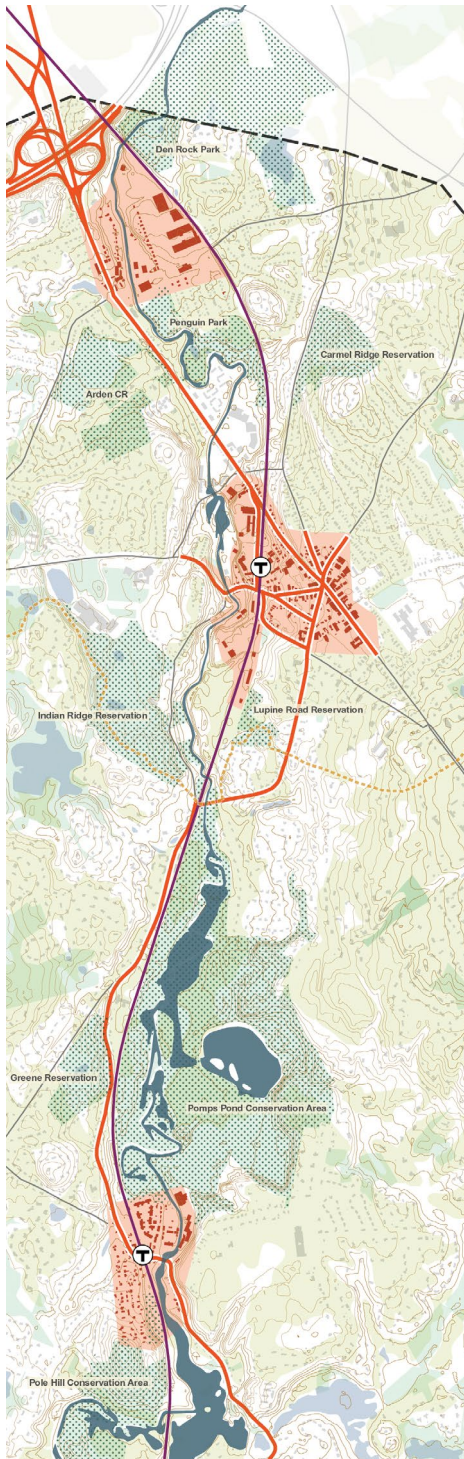 Den Rock Park
Penguin Park
Carmel Ridge Reservation
Arden CR
T
Indian Ridge Reservation
Lupine Road Reservation
Greene Reservation
Pomps Pond Conservation Area
T
Pole Hill Conservation Area